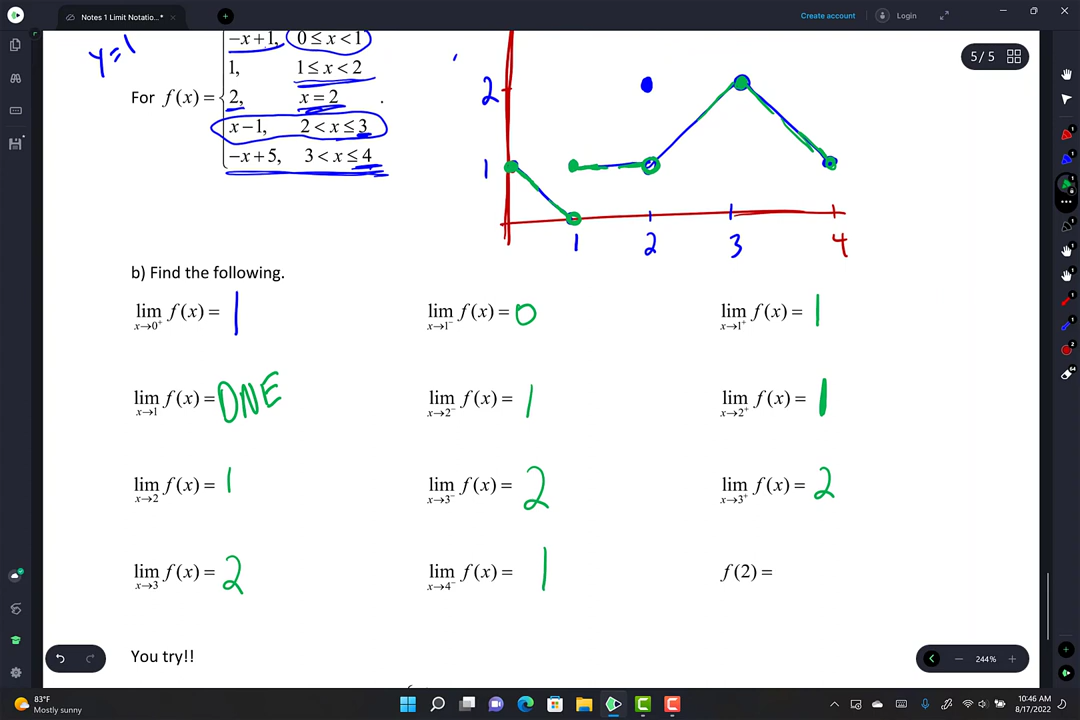 Notes 1 Limit Notatio...*
Create account
Login
5 / 5
y=1
−x+1, 0 ≤ x < 1
1, 1 ≤ x < 2
For f(x) = 2, x = 2 .
x−1, 2 < x ≤ 3
−x+5, 3 < x ≤ 4
2
1
1 2 3 4
b) Find the following.
lim x→0⁺ f(x) = 1 lim x→1⁻ f(x) = 0 lim x→1⁺ f(x) = 1
lim x→1 f(x) = DNE lim x→2⁻ f(x) = 1 lim x→2⁺ f(x) = 1
lim x→2 f(x) = 1 lim x→3⁻ f(x) = 2 lim x→3⁺ f(x) = 2
lim x→3 f(x) = 2 lim x→4⁻ f(x) = 1 f(2) =
You try!!
244%
83°F
Mostly sunny
10:46 AM
8/17/2022